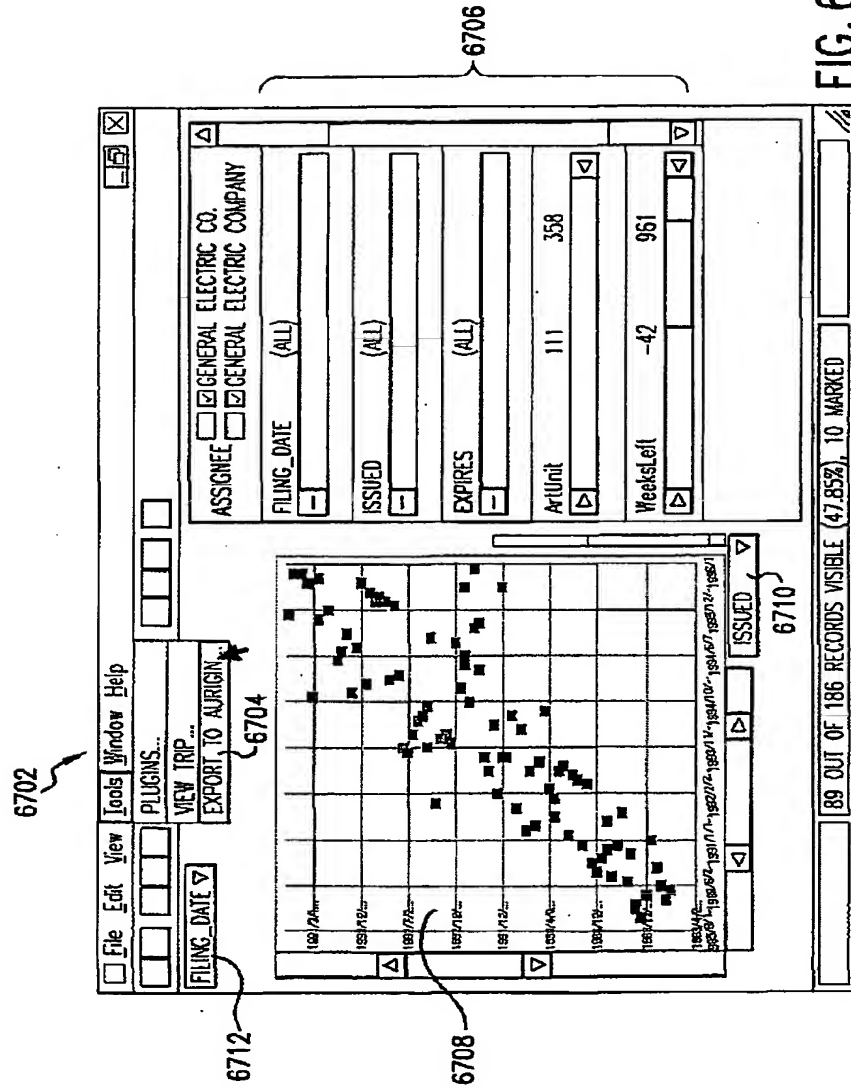 6702
File Edit View Tools Window Help
PLUGINS...
VIEW TRIP...
EXPORT TO AURIGIN...
6704
FILING_DATE
6712
6708
ISSUED
6710
6706
ASSIGNEE
GENERAL ELECTRIC CO.
GENERAL ELECTRIC COMPANY
FILING_DATE (ALL)
ISSUED (ALL)
EXPIRES (ALL)
ArtUnit 111 358
WeeksLeft -42 961
89 OUT OF 186 RECORDS VISIBLE (47.85%), 10 MARKED